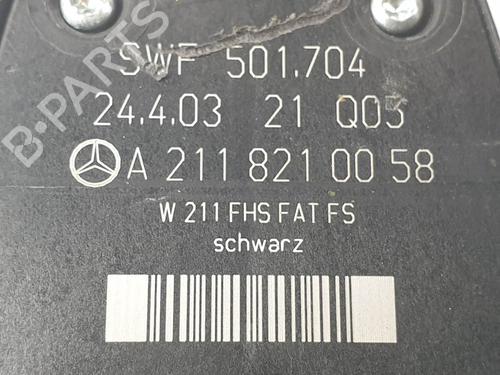 SWF 501.704
24.4.03 21 Q03
A 211 821 00 58
W 211 FHS FAT FS
schwarz
B-PARTS